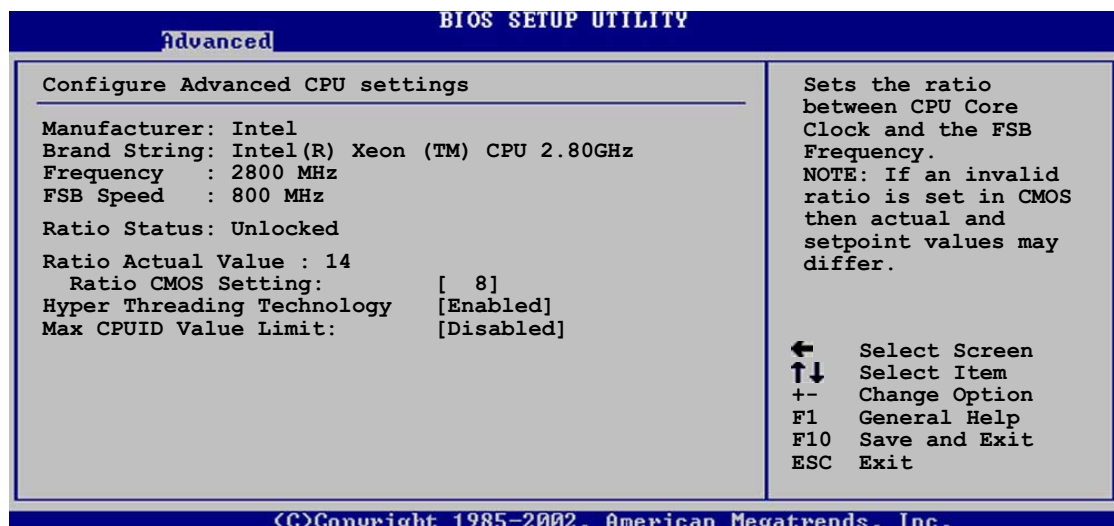 BIOS SETUP UTILITY
Advanced
Configure Advanced CPU settings
Manufacturer: Intel
Brand String: Intel(R) Xeon (TM) CPU 2.80GHz
Frequency   : 2800 MHz
FSB Speed   : 800 MHz
Ratio Status: Unlocked
Ratio Actual Value : 14
Ratio CMOS Setting:        [  8]
Hyper Threading Technology   [Enabled]
Max CPUID Value Limit:       [Disabled]
Sets the ratio
between CPU Core
Clock and the FSB
Frequency.
NOTE: If an invalid
ratio is set in CMOS
then actual and
setpoint values may
differ.
←    Select Screen
↑↓   Select Item
+-   Change Option
F1   General Help
F10  Save and Exit
ESC  Exit
(C)Copyright 1985-2002, American Megatrends, Inc.